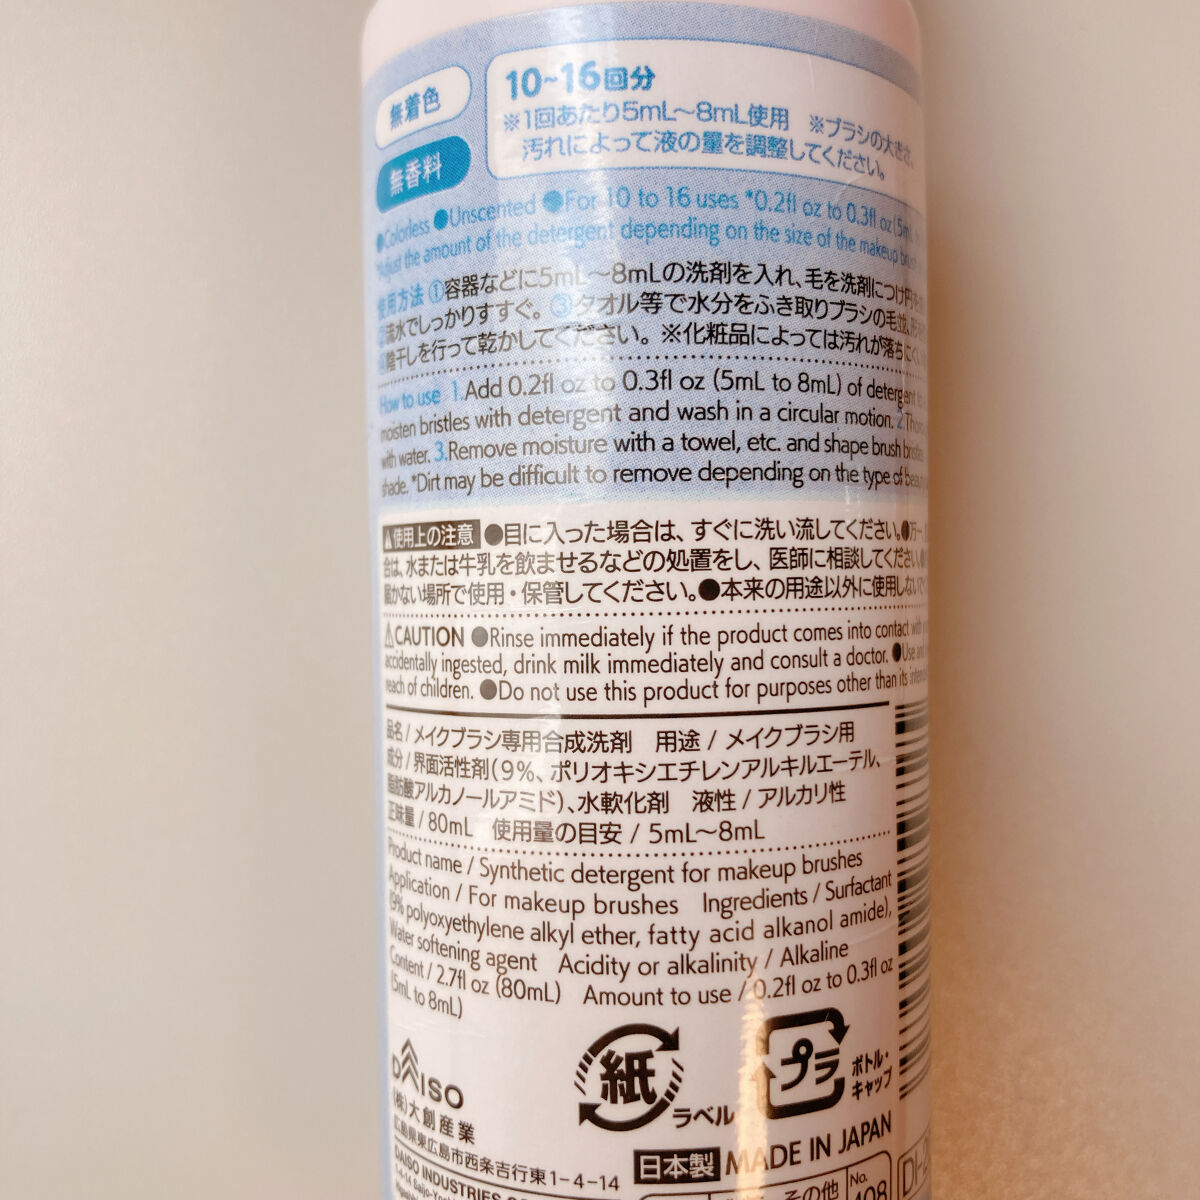 無着色
無香料
10~16回分
※1回あたり5mL~8mL使用 ※ブラシの大きさ、
汚れによって液の量を調整してください。
●Colorless ●Unscented ●For 10 to 16 uses *0.2fl oz to 0.3fl oz (5mL
*Adjust the amount of the detergent depending on the size of the makeup
使用方法 ①容器などに5mL~8mLの洗剤を入れ、毛を洗剤につけ円を
②流水でしっかりすすぐ。 ③タオル等で水分をふき取りブラシの毛並、形
④陰干しを行って乾かしてください。 ※化粧品によっては汚れが落ちに
How to use 1.Add 0.2fl oz to 0.3fl oz (5mL to 8mL) of detergent
moisten bristles with detergent and wash in a circular motion. 2.
with water. 3.Remove moisture with a towel, etc. and shape brush bristles
shade. *Dirt may be difficult to remove depending on the type of
⚠使用上の注意 ●目に入った場合は、すぐに洗い流してください。●万一
合は、水または牛乳を飲ませるなどの処置をし、医師に相談してください。
届かない場所で使用・保管してください。●本来の用途以外に使用しないで
⚠CAUTION ●Rinse immediately if the product comes into contact with
accidentally ingested, drink milk immediately and consult a doctor. ●Use and
reach of children. ●Do not use this product for purposes other than its
品名 / メイクブラシ専用合成洗剤 用途 / メイクブラシ用
成分 / 界面活性剤(9%、ポリオキシエチレンアルキルエーテル、
脂肪酸アルカノールアミド)、水軟化剤 液性 / アルカリ性
正味量 / 80mL 使用量の目安 / 5mL~8mL
Product name / Synthetic detergent for makeup brushes
Application / For makeup brushes Ingredients / Surfactant
(9% polyoxyethylene alkyl ether, fatty acid alkanol amide),
Water softening agent Acidity or alkalinity / Alkaline
Content / 2.7fl oz (80mL) Amount to use / 0.2fl oz to 0.3fl oz
(5mL to 8mL)
紙
ラベル
プラ
ボトル・
キャップ
DAISO
(株)大創産業
広島県東広島市西条吉行東1-4-14
日本製 MADE IN JAPAN
DAISO INDUSTRIES
その他
No.